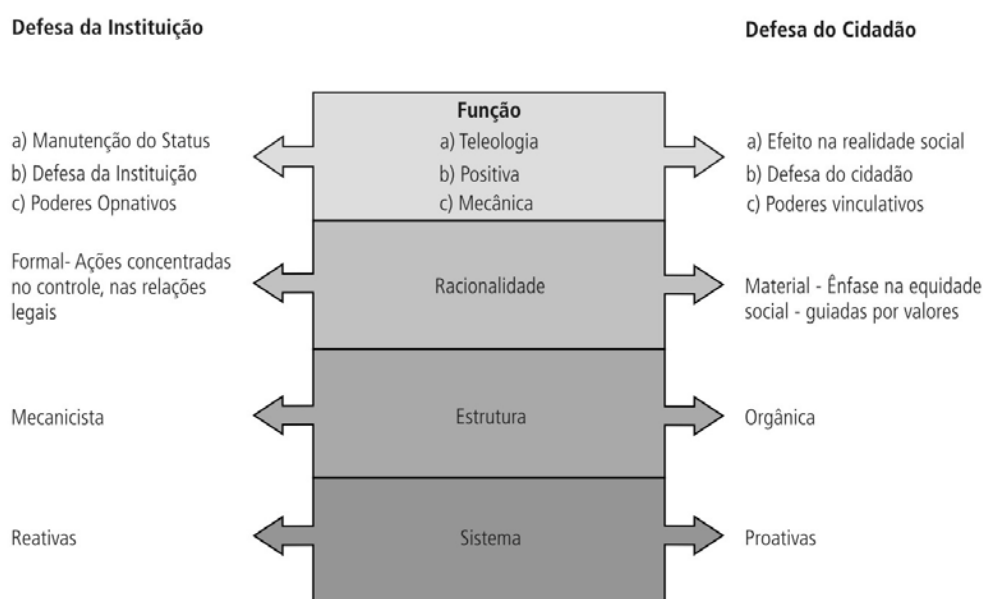 Defesa da Instituição
Defesa do Cidadão
Função
a) Manutenção do Status
a) Teleologia
a) Efeito na realidade social
b) Defesa da Instituição
b) Positiva
b) Defesa do cidadão
c) Poderes Opnativos
c) Mecânica
c) Poderes vinculativos
Formal- Ações concentradas
no controle, nas relações
legais
Racionalidade
Material - Ênfase na equidade
social - guiadas por valores
Mecanicista
Estrutura
Orgânica
Reativas
Sistema
Proativas